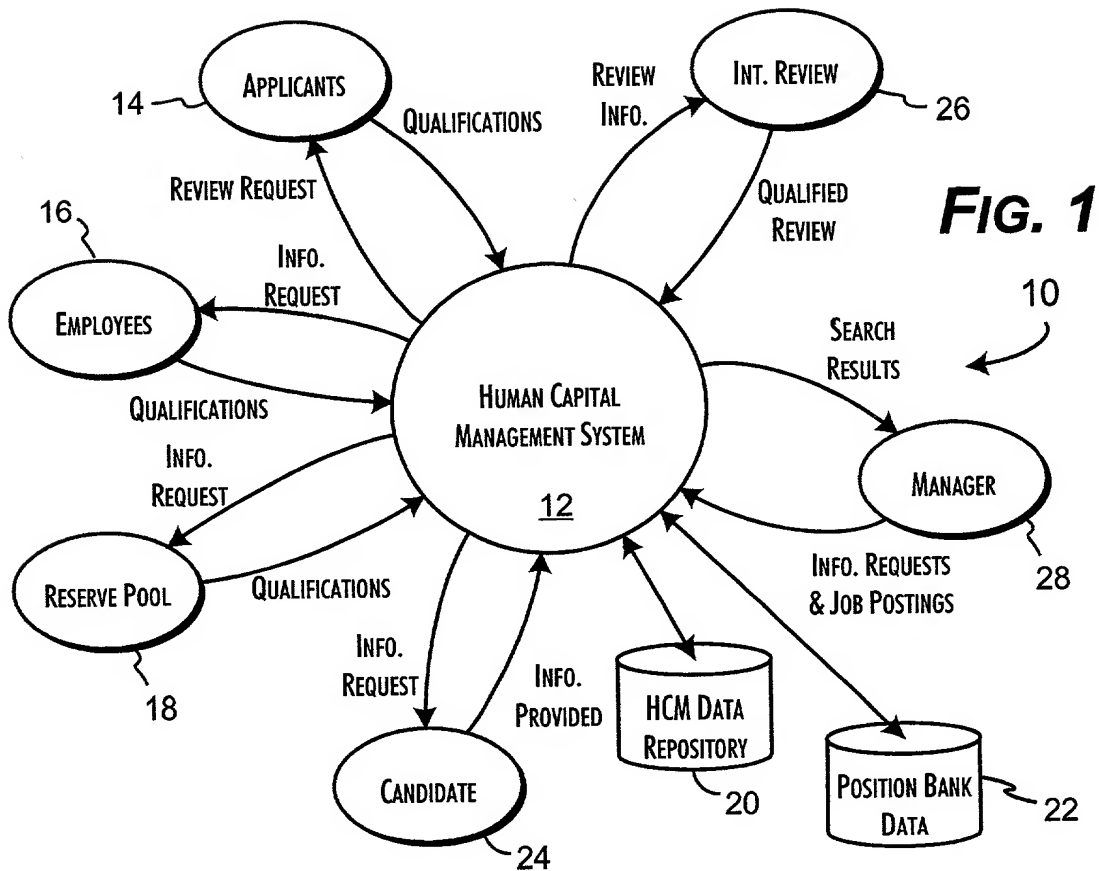 APPLICANTS
14
QUALIFICATIONS
REVIEW REQUEST
REVIEW
INFO.
INT. REVIEW
26
QUALIFIED
REVIEW
FIG. 1
10
16
EMPLOYEES
INFO.
REQUEST
QUALIFICATIONS
HUMAN CAPITAL
MANAGEMENT SYSTEM
12
SEARCH
RESULTS
MANAGER
28
INFO. REQUESTS
& JOB POSTINGS
INFO.
REQUEST
RESERVE POOL
18
QUALIFICATIONS
INFO.
REQUEST
INFO.
PROVIDED
CANDIDATE
24
HCM DATA
REPOSITORY
20
POSITION BANK
DATA
22